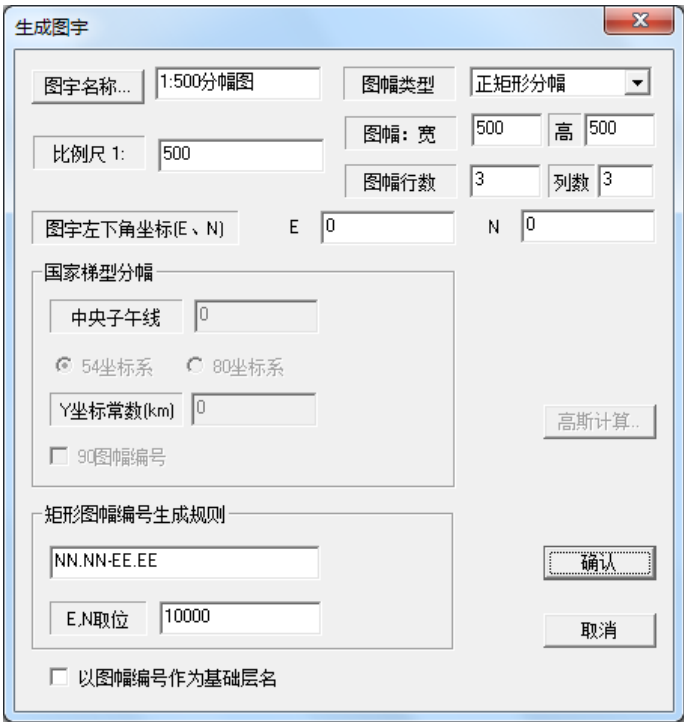 生成图字
图字名称... 1:500分幅图 图幅类型 正矩形分幅
图幅：宽 500 高 500
比例尺 1: 500
图幅行数 3 列数 3
图字左下角坐标(E、N) E 0 N 0
国家梯型分幅
中央子午线 0
54坐标系 80坐标系
Y坐标常数(km) 0
高斯计算..
90图幅编号
矩形图幅编号生成规则
NN.NN-EE.EE
确认
E,N取位 10000
取消
以图幅编号作为基础层名